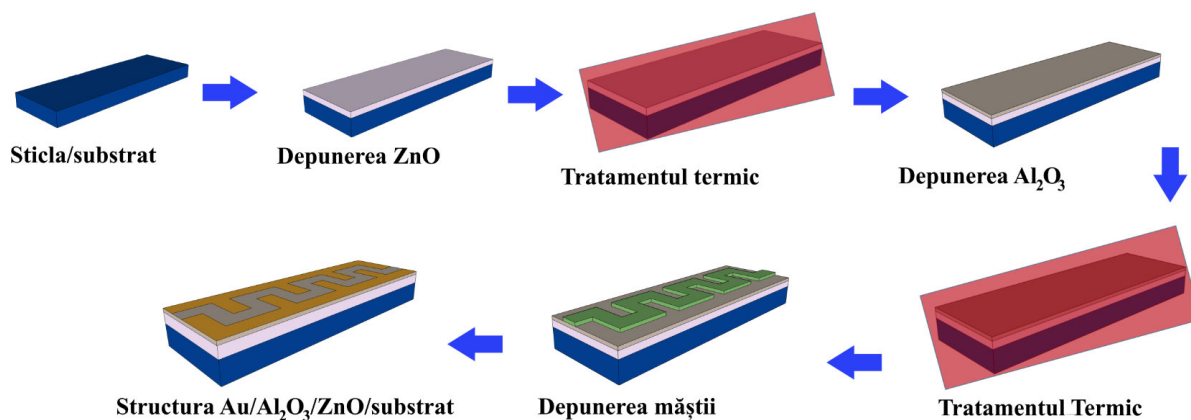 Sticla/substrat
Depunerea ZnO
Tratamentul termic
Depunerea Al₂O₃
Structura Au/Al₂O₃/ZnO/substrat
Depunerea măștii
Tratamentul Termic